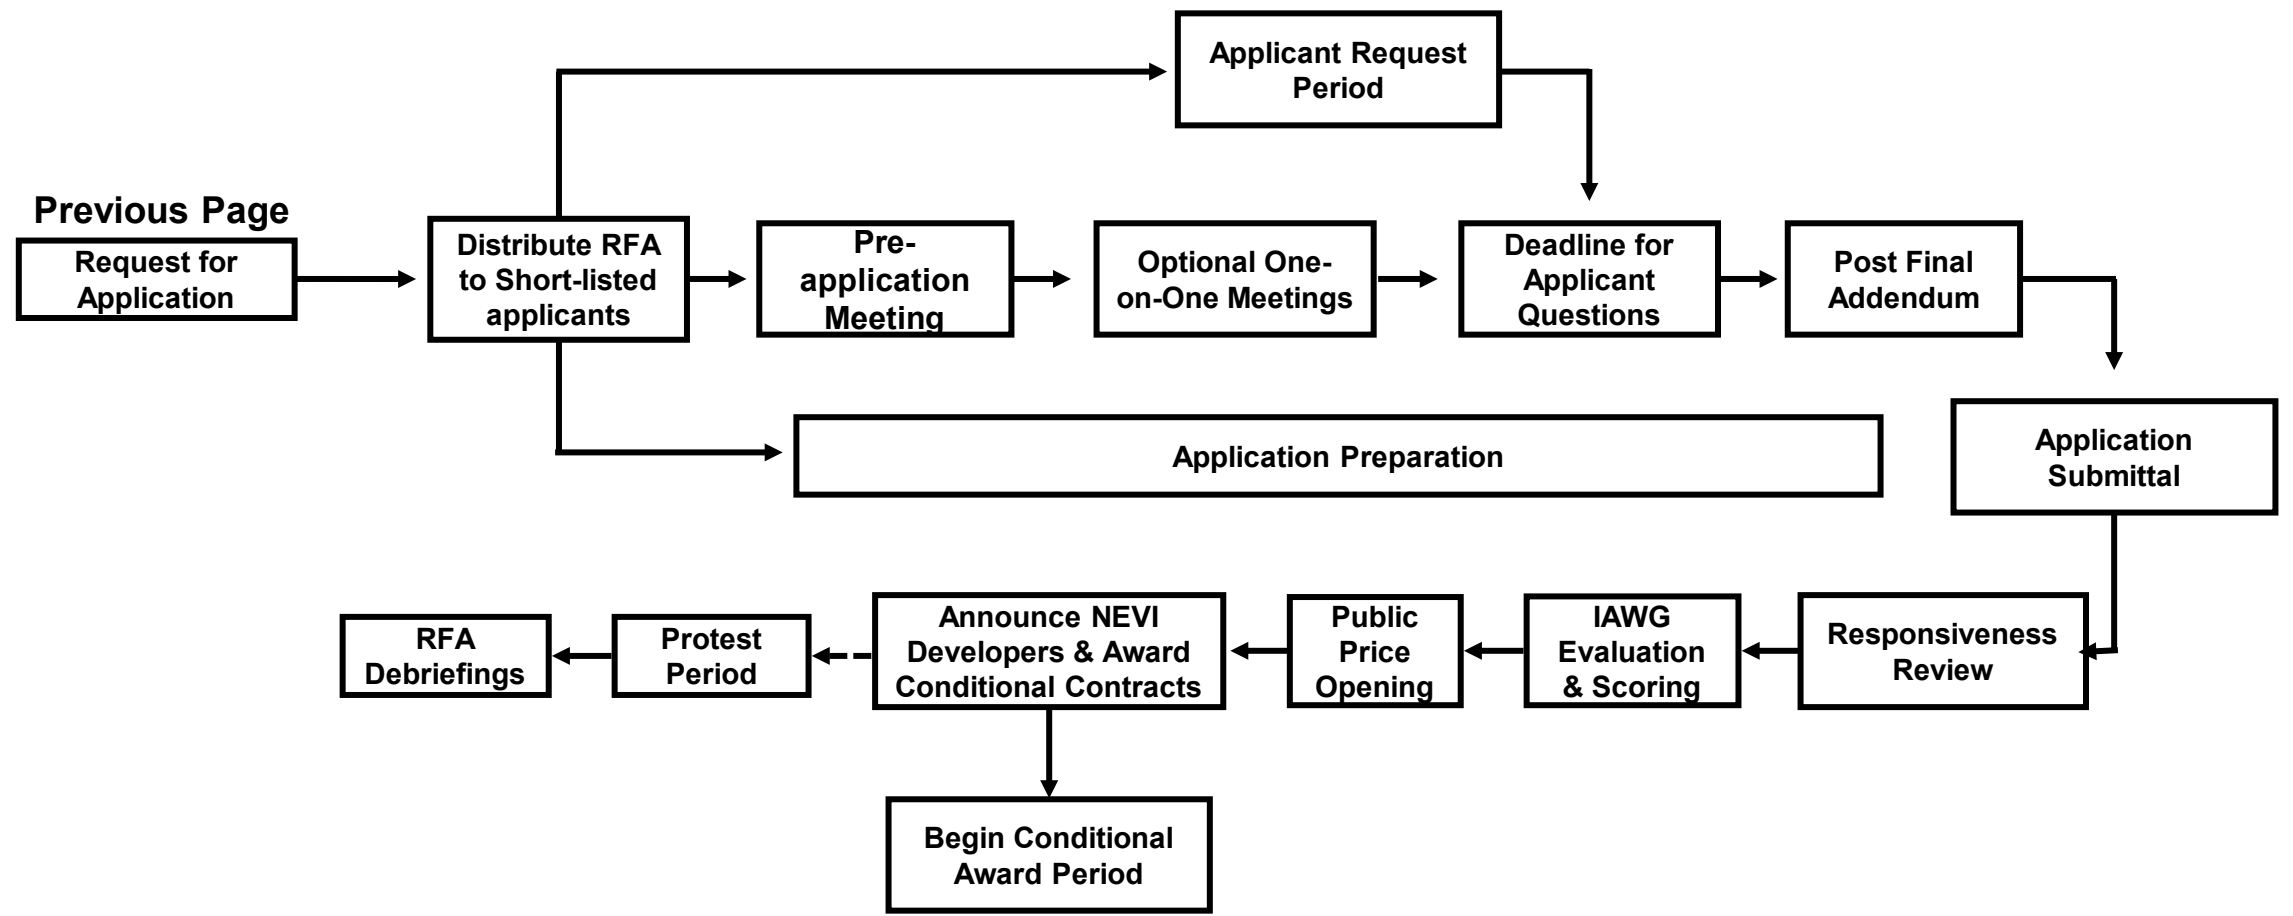 Applicant Request
Period
Previous Page
Request for
Application
Distribute RFA
to Short-listed
applicants
Pre-
application
Meeting
Optional One-
on-One Meetings
Deadline for
Applicant
Questions
Post Final
Addendum
Application Preparation
Application
Submittal
RFA
Debriefings
Protest
Period
Announce NEVI
Developers & Award
Conditional Contracts
Public
Price
Opening
IAWG
Evaluation
& Scoring
Responsiveness
Review
Begin Conditional
Award Period